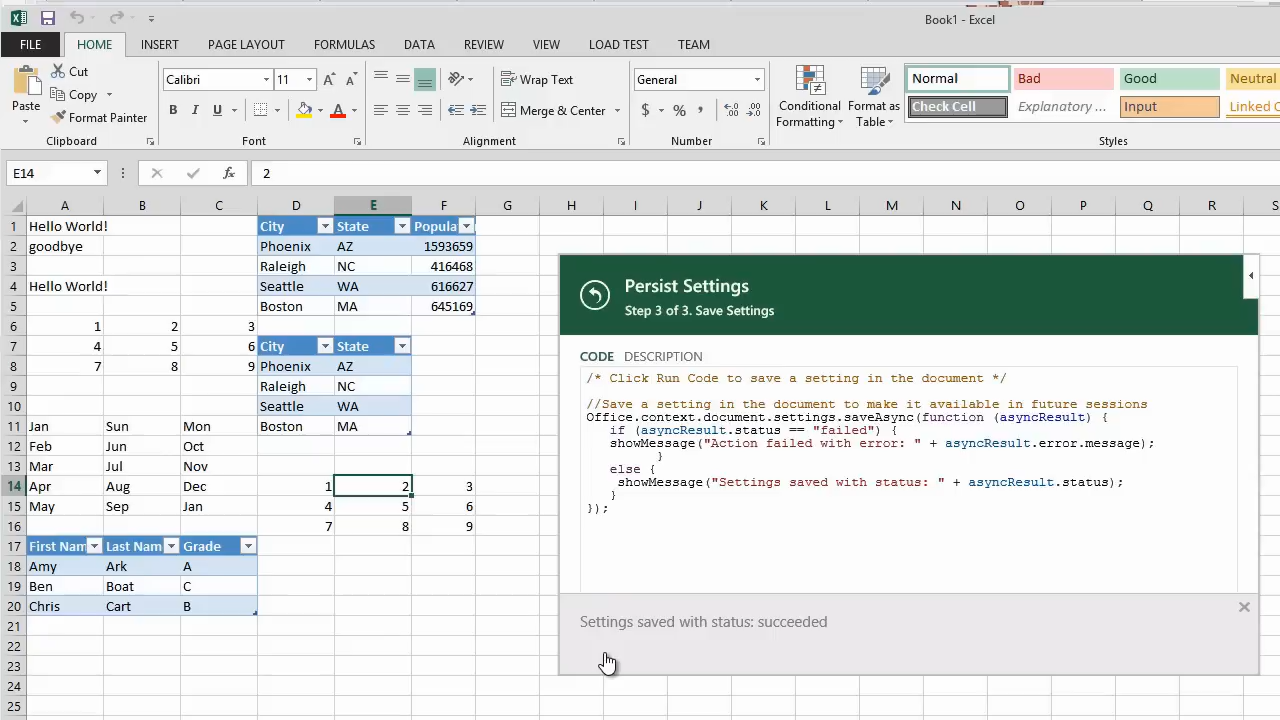 Book1 - Excel
FILE HOME INSERT PAGE LAYOUT FORMULAS DATA REVIEW VIEW LOAD TEST TEAM
Paste
Cut
Copy
Format Painter
Clipboard
Calibri 11
B I U
Font
Wrap Text
Merge & Center
Alignment
General
$ % ,
Number
Conditional
Formatting
Format as
Table
Normal Bad Good Neutral
Check Cell Explanatory ... Input Linked C
Styles
E14 fx 2
A B C D E F G H I J K L M N O P Q R S
1 Hello World! City State Popula
2 goodbye Phoenix AZ 1593659
3 Raleigh NC 416468
4 Hello World! Seattle WA 616627
5 Boston MA 645169
6 1 2 3
7 4 5 6 City State
8 7 8 9 Phoenix AZ
9 Raleigh NC
10 Seattle WA
11 Jan Sun Mon Boston MA
12 Feb Jun Oct
13 Mar Jul Nov
14 Apr Aug Dec 1 2 3
15 May Sep Jan 4 5 6
16 7 8 9
17 First Nam Last Nam Grade
18 Amy Ark A
19 Ben Boat C
20 Chris Cart B
21
22
23
24
25
Persist Settings
Step 3 of 3. Save Settings
CODE DESCRIPTION
/* Click Run Code to save a setting in the document */
//Save a setting in the document to make it available in future sessions
Office.context.document.settings.saveAsync(function (asyncResult) {
if (asyncResult.status == "failed") {
showMessage("Action failed with error: " + asyncResult.error.message);
}
else {
showMessage("Settings saved with status: " + asyncResult.status);
}
});
Settings saved with status: succeeded